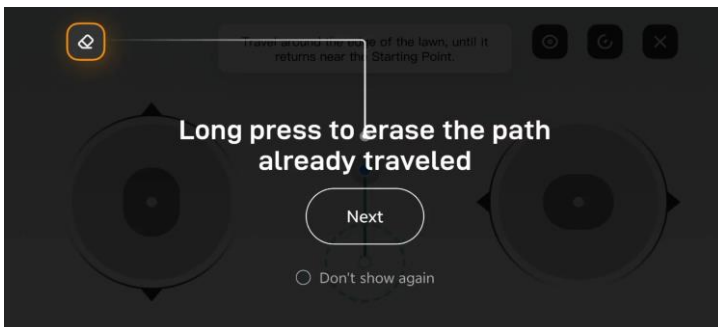 Travel around the edge of the lawn, until it
returns near the Starting Point.
Long press to erase the path
already traveled
Next
Don't show again